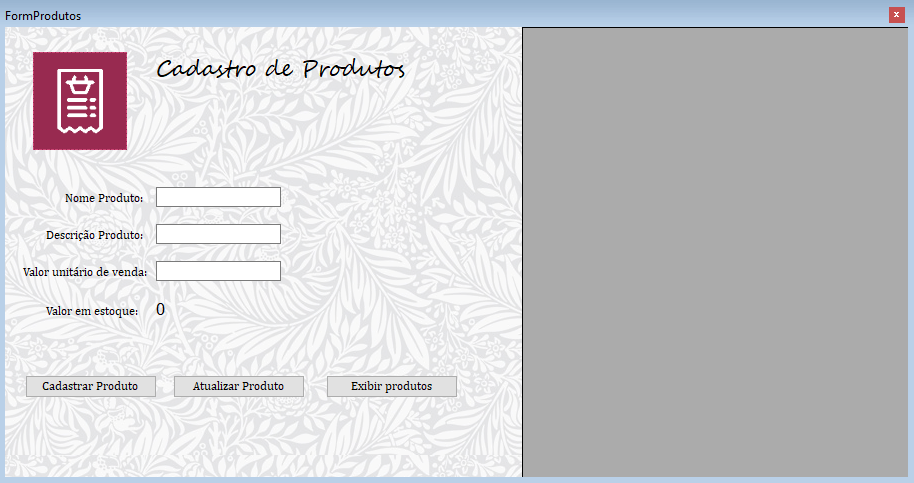 FormProdutos
x
Cadastro de Produtos
Nome Produto:
Descrição Produto:
Valor unitário de venda:
Valor em estoque: 0
Cadastrar Produto
Atualizar Produto
Exibir produtos